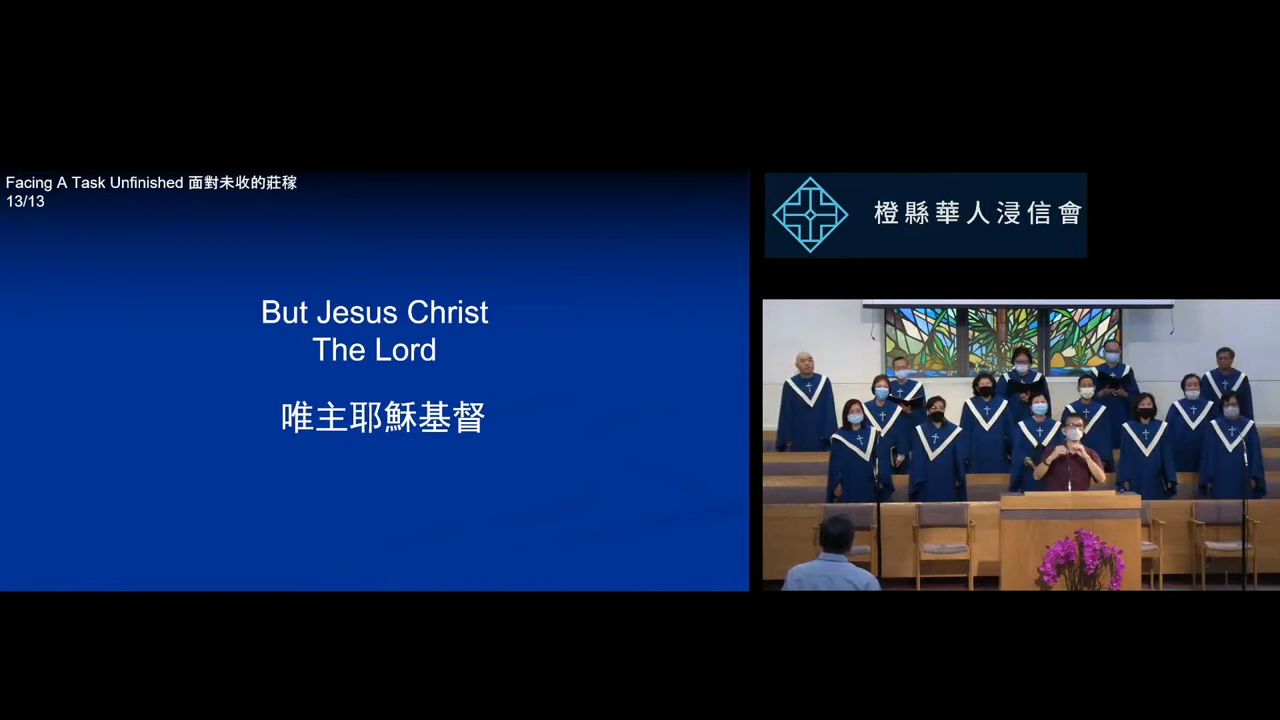 Facing A Task Unfinished 面對未收的莊稼
13/13
But Jesus Christ
The Lord
唯主耶穌基督
橙縣華人浸信會